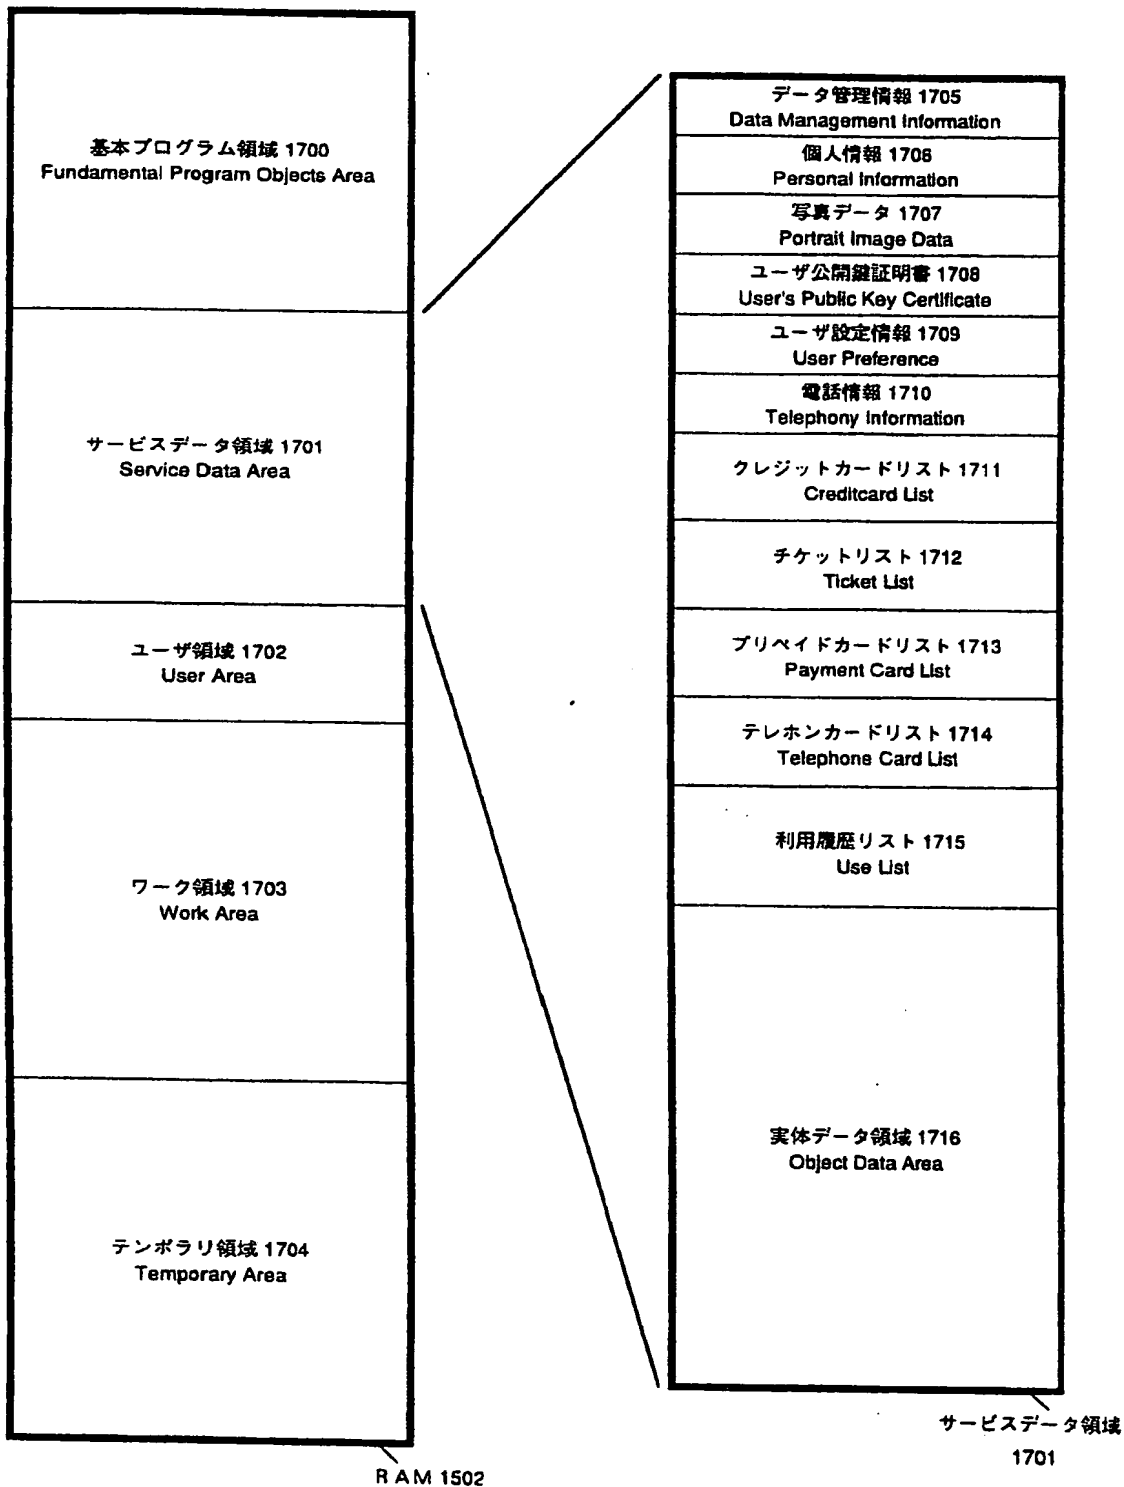 基本プログラム領域 1700
Fundamental Program Objects Area
サービスデータ領域 1701
Service Data Area
ユーザ領域 1702
User Area
ワーク領域 1703
Work Area
テンポラリ領域 1704
Temporary Area
RAM 1502
データ管理情報 1705
Data Management Information
個人情報 1706
Personal Information
写真データ 1707
Portrait Image Data
ユーザ公開鍵証明書 1708
User's Public Key Certificate
ユーザ設定情報 1709
User Preference
電話情報 1710
Telephony Information
クレジットカードリスト 1711
Creditcard List
チケットリスト 1712
Ticket List
プリペイドカードリスト 1713
Payment Card List
テレホンカードリスト 1714
Telephone Card List
利用履歴リスト 1715
Use List
実体データ領域 1716
Object Data Area
サービスデータ領域
1701